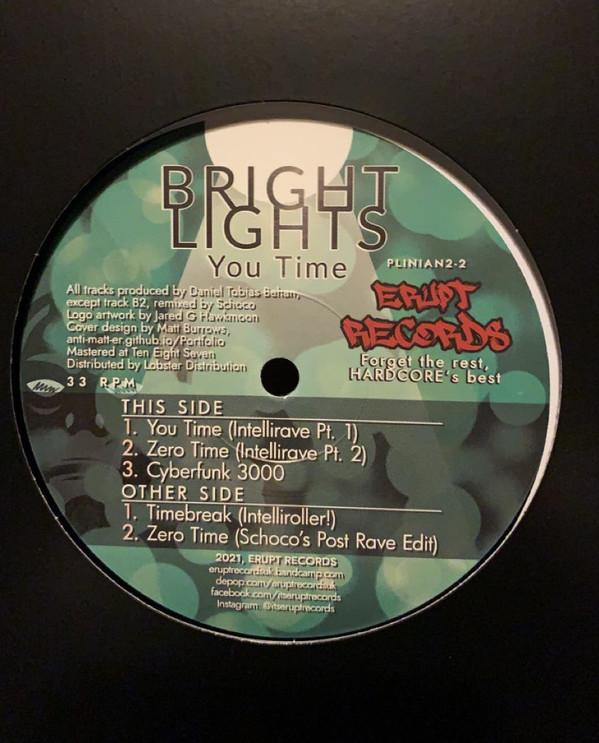 BRIGHT
LIGHTS
You Time
PLINIAN2-2
All tracks produced by Daniel Tobias Behan,
except track B2, remixed by Schoco
Logo artwork by Jared G Hawkmoon
Cover design by Matt Burrows,
anti-matt-er.github.io/Portfolio
Mastered at Ten Eight Seven
Distributed by Lobster Distribution
ERUPT
RECORDS
Forget the rest,
HARDCORE's best
33 RPM
THIS SIDE
1. You Time (Intellirave Pt. 1)
2. Zero Time (Intellirave Pt. 2)
3. Cyberfunk 3000
OTHER SIDE
1. Timebreak (Intelliroller!)
2. Zero Time (Schoco's Post Rave Edit)
2021, ERUPT RECORDS
eruptrecordsuk.bandcamp.com
depop.com/eruptrecordsuk
facebook.com/itseruptrecords
Instagram: @itseruptrecords